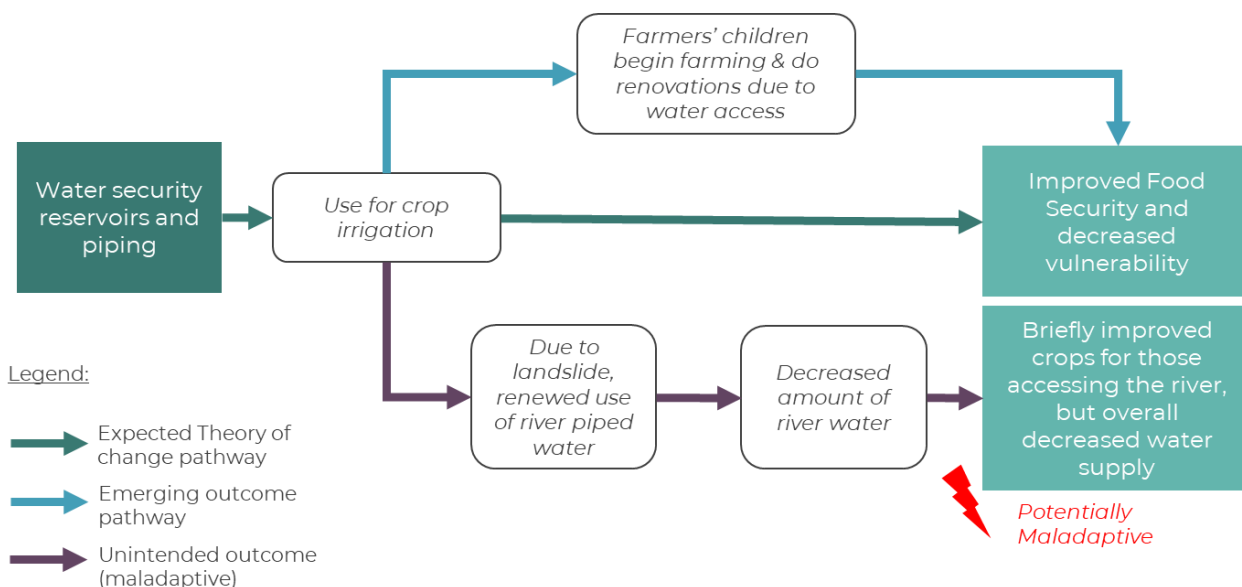 Farmers' children
begin farming & do
renovations due to
water access
Water security
reservoirs and
piping
Use for crop
irrigation
Improved Food
Security and
decreased
vulnerability
Due to
landslide,
renewed use
of river piped
water
Decreased
amount of
river water
Briefly improved
crops for those
accessing the river,
but overall
decreased water
supply
Potentially
Maladaptive
Legend:
Expected Theory of
change pathway
Emerging outcome
pathway
Unintended outcome
(maladaptive)